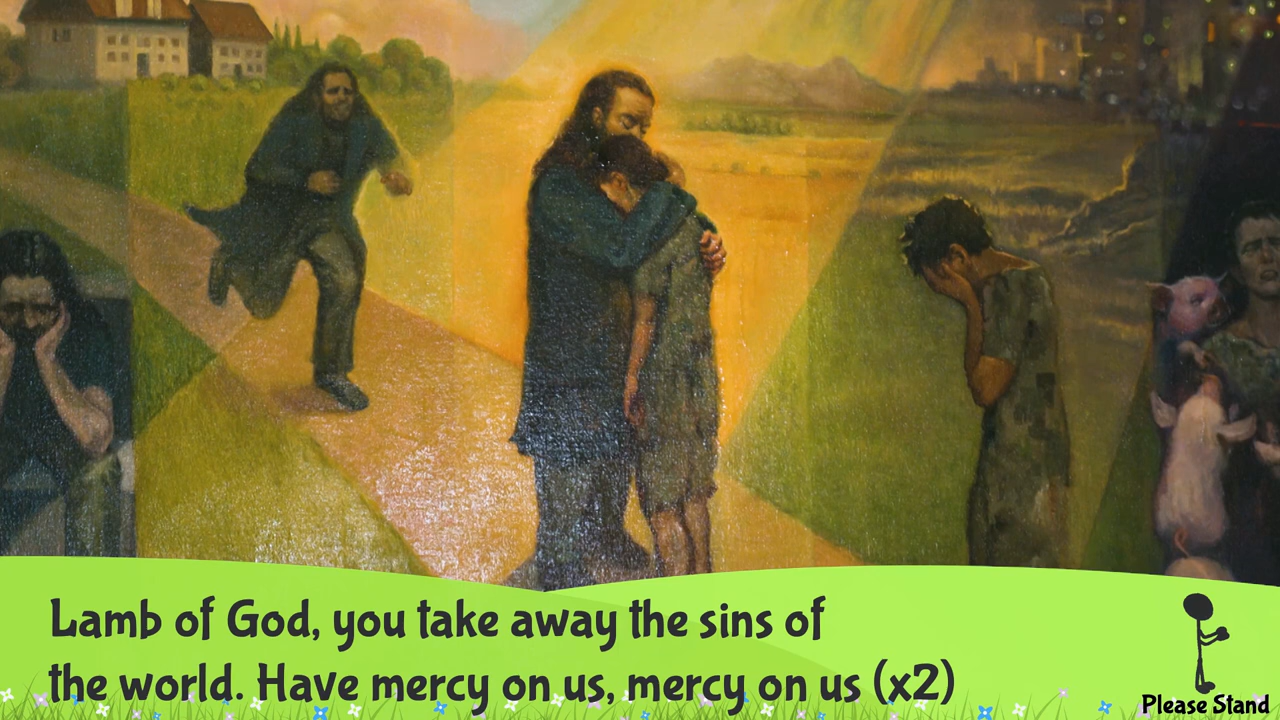 Lamb of God, you take away the sins of
the world. Have mercy on us, mercy on us (x2)
Please Stand